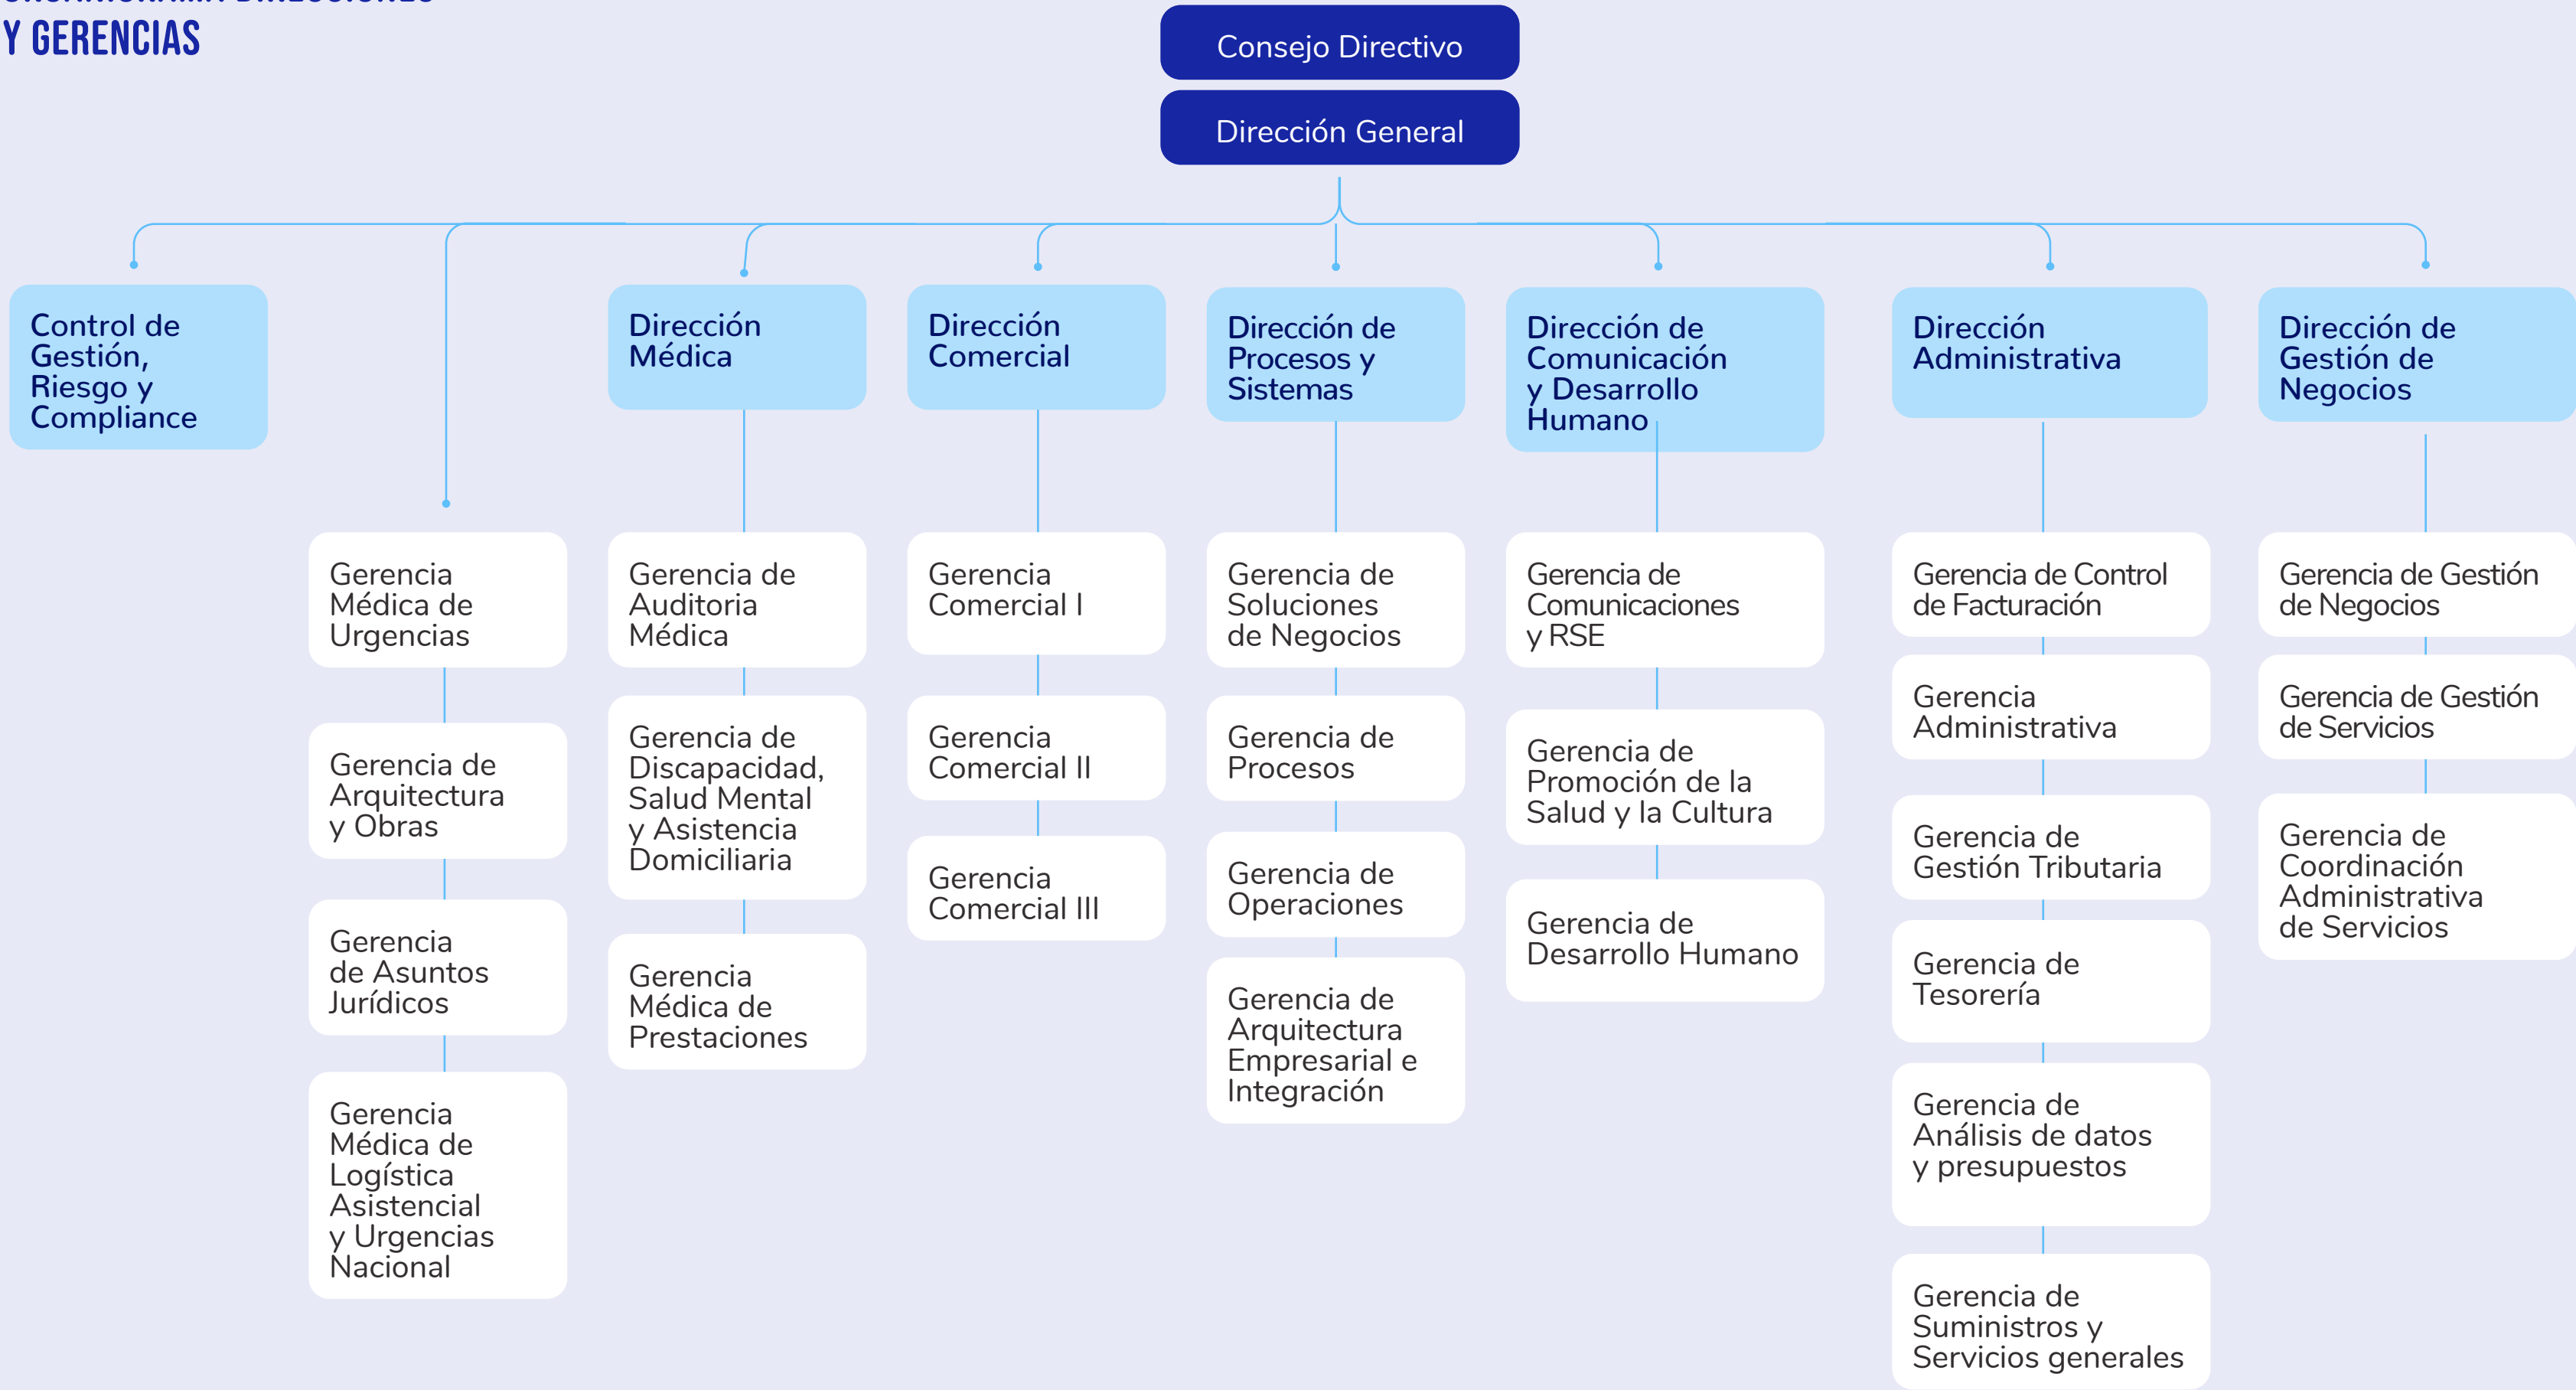 Y GERENCIAS
Consejo Directivo
Dirección General
Control de
Gestión,
Riesgo y
Compliance
Dirección
Médica
Dirección
Comercial
Dirección de
Procesos y
Sistemas
Dirección de
Comunicación
y Desarrollo
Humano
Dirección
Administrativa
Dirección de
Gestión de
Negocios
Gerencia
Médica de
Urgencias
Gerencia de
Arquitectura
y Obras
Gerencia
de Asuntos
Jurídicos
Gerencia
Médica de
Logística
Asistencial
y Urgencias
Nacional
Gerencia de
Auditoria
Médica
Gerencia de
Discapacidad,
Salud Mental
y Asistencia
Domiciliaria
Gerencia
Médica de
Prestaciones
Gerencia
Comercial I
Gerencia
Comercial II
Gerencia
Comercial III
Gerencia de
Soluciones
de Negocios
Gerencia de
Procesos
Gerencia de
Operaciones
Gerencia de
Arquitectura
Empresarial e
Integración
Gerencia de
Comunicaciones
y RSE
Gerencia de
Promoción de la
Salud y la Cultura
Gerencia de
Desarrollo Humano
Gerencia de Control
de Facturación
Gerencia
Administrativa
Gerencia de
Gestión Tributaria
Gerencia de
Tesorería
Gerencia de
Análisis de datos
y presupuestos
Gerencia de
Suministros y
Servicios generales
Gerencia de Gestión
de Negocios
Gerencia de Gestión
de Servicios
Gerencia de
Coordinación
Administrativa
de Servicios